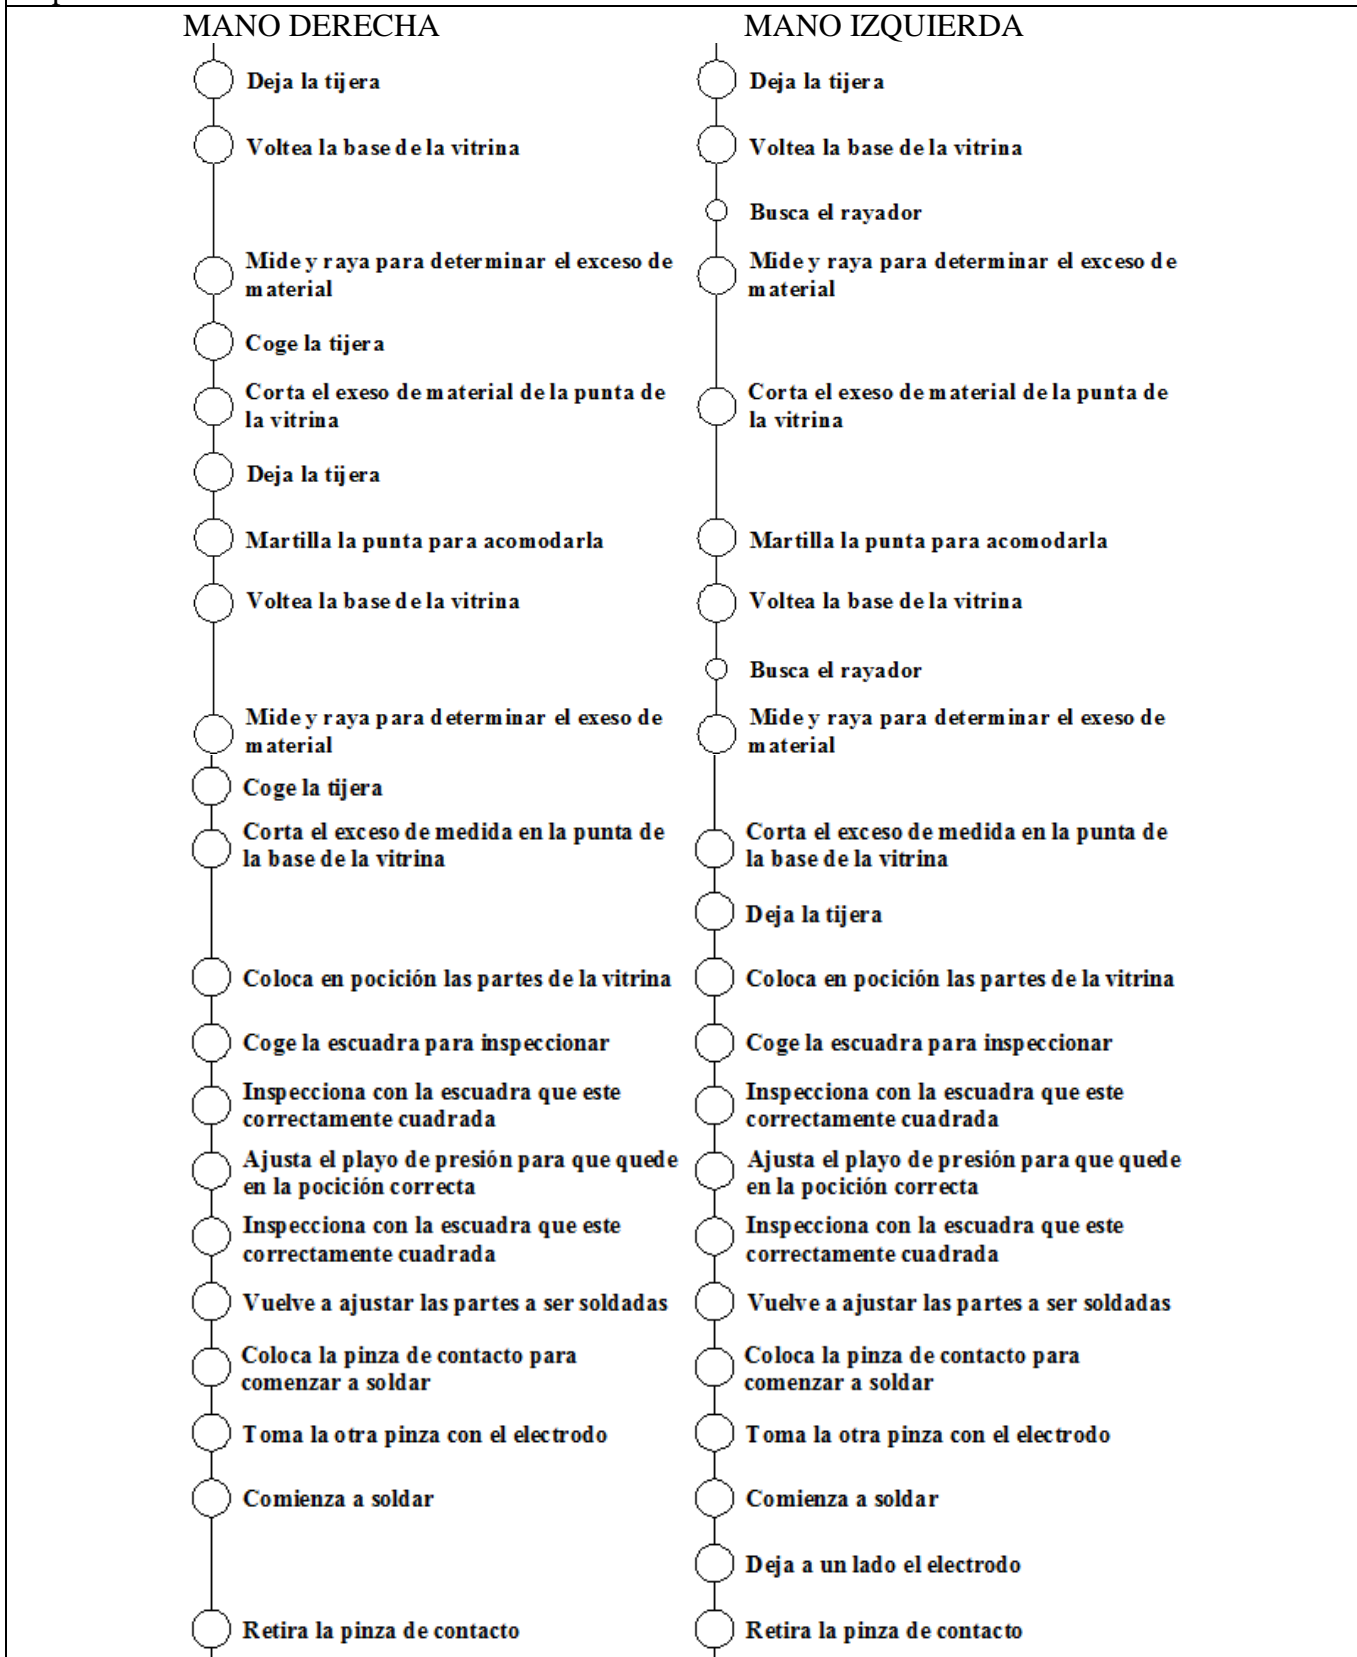 MANO DERECHA MANO IZQUIERDA
Deja la tijera Deja la tijera
Voltea la base de la vitrina Voltea la base de la vitrina
Busca el rayador
Mide y raya para determinar el exceso de Mide y raya para determinar el exceso de
material material
Coge la tijera
Corta el exeso de material de la punta de Corta el exeso de material de la punta de
la vitrina la vitrina
Deja la tijera
Martilla la punta para acomodarla Martilla la punta para acomodarla
Voltea la base de la vitrina Voltea la base de la vitrina
Busca el rayador
Mide y raya para determinar el exeso de Mide y raya para determinar el exeso de
material material
Coge la tijera
Corta el exceso de medida en la punta de Corta el exceso de medida en la punta de
la base de la vitrina la base de la vitrina
Deja la tijera
Coloca en pocición las partes de la vitrina Coloca en pocición las partes de la vitrina
Coge la escuadra para inspeccionar Coge la escuadra para inspeccionar
Inspecciona con la escuadra que este Inspecciona con la escuadra que este
correctamente cuadrada correctamente cuadrada
Ajusta el playo de presión para que quede Ajusta el playo de presión para que quede
en la pocición correcta en la pocición correcta
Inspecciona con la escuadra que este Inspecciona con la escuadra que este
correctamente cuadrada correctamente cuadrada
Vuelve a ajustar las partes a ser soldadas Vuelve a ajustar las partes a ser soldadas
Coloca la pinza de contacto para Coloca la pinza de contacto para
comenzar a soldar comenzar a soldar
Toma la otra pinza con el electrodo Toma la otra pinza con el electrodo
Comienza a soldar Comienza a soldar
Deja a un lado el electrodo
Retira la pinza de contacto Retira la pinza de contacto